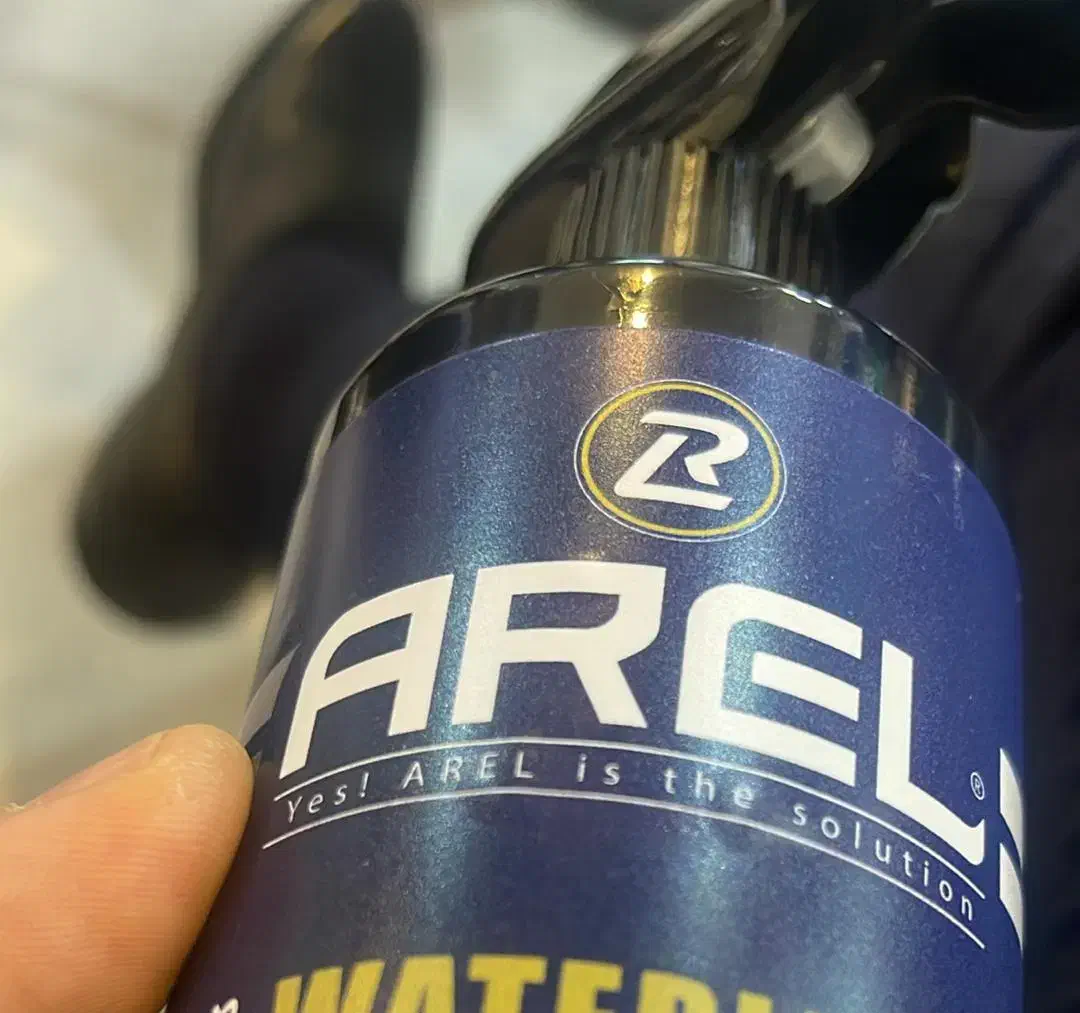 AREL®
Yes! AREL is the solution